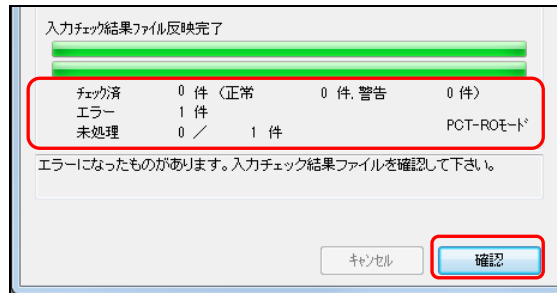 入力ﾁｪｯｸ結果ﾌｧｲﾙ反映完了
ﾁｪｯｸ済 0 件 (正常 0 件, 警告 0 件)
エラー 1 件
未処理 0 ／ 1 件 PCT-ROﾓｰﾄﾞ
エラーになったものがあります。入力チェック結果ファイルを確認して下さい。
ｷｬﾝｾﾙ 確認